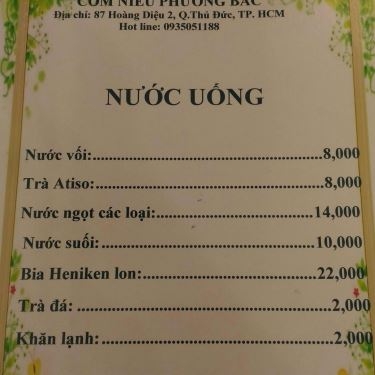 CƠM NIÊU PHƯƠNG BẮC
Địa chỉ: 87 Hoàng Diệu 2, Q.Thủ Đức, TP. HCM
Hot line: 0935051188
NƯỚC UỐNG
Nước vối:..........................................8,000
Trà Atiso:..........................................8,000
Nước ngọt các loại:...........................14,000
Nước suối:........................................10,000
Bia Heniken lon:................................22,000
Trà đá: .............................................2,000
Khăn lạnh:........................................2,000